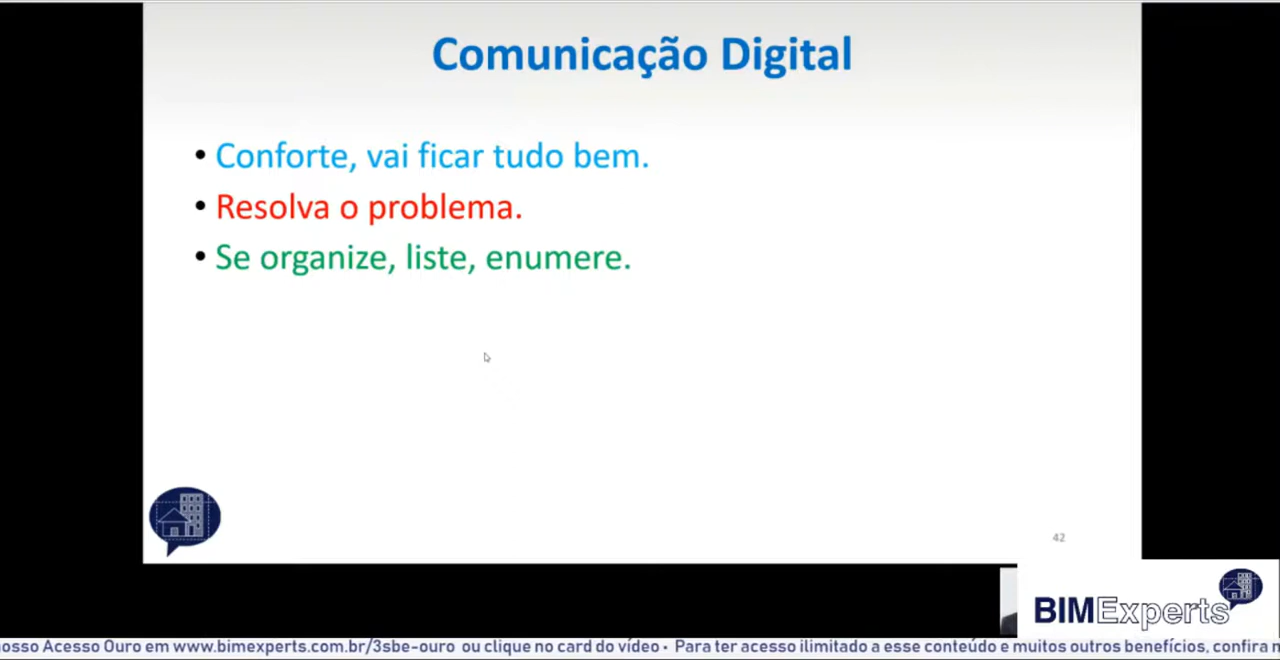 Comunicação Digital
• Conforte, vai ficar tudo bem.
• Resolva o problema.
• Se organize, liste, enumere.
42
BIMExperts
nosso Acesso Ouro em www.bimexperts.com.br/3sbe-ouro ou clique no card do vídeo • Para ter acesso ilimitado a esse conteúdo e muitos outros benefícios, confira